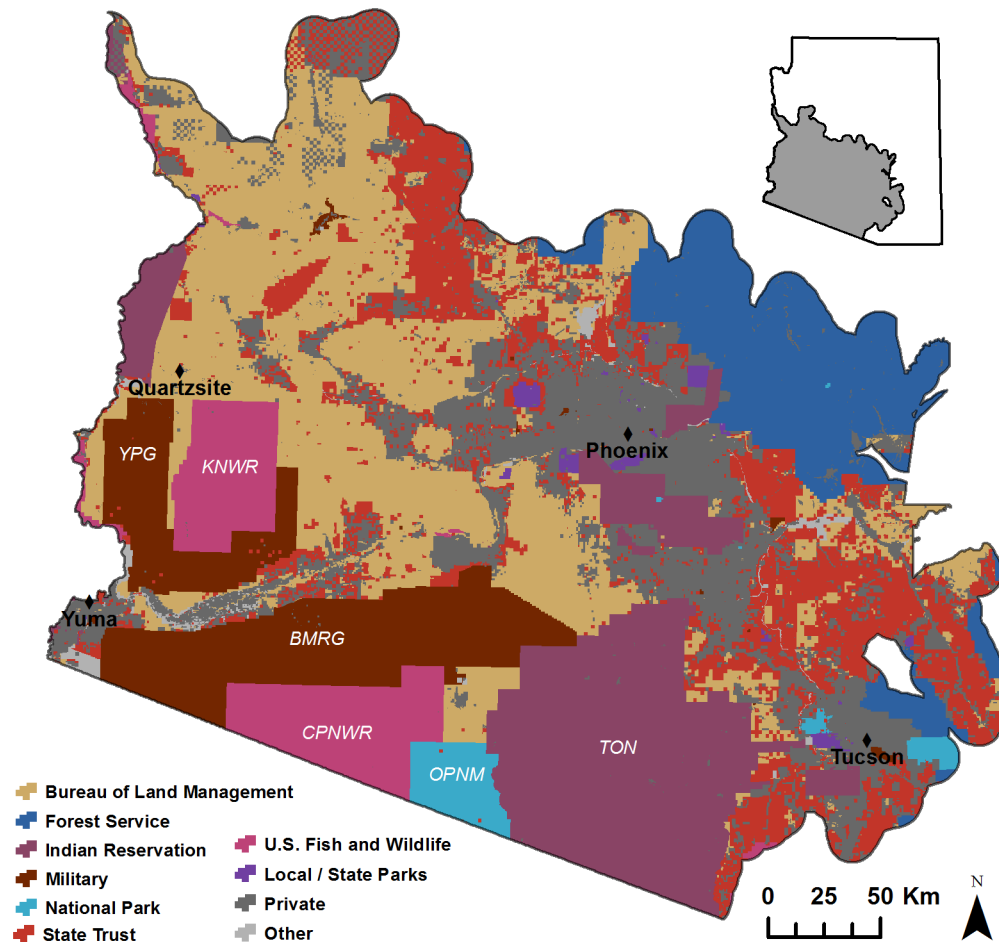 Quartzsite
YPG
KNWR
Phoenix
Yuma
BMRG
CPNWR
OPNM
TON
Tucson
Bureau of Land Management
Forest Service
Indian Reservation
Military
National Park
State Trust
U.S. Fish and Wildlife
Local / State Parks
Private
Other
0 25 50 Km
N